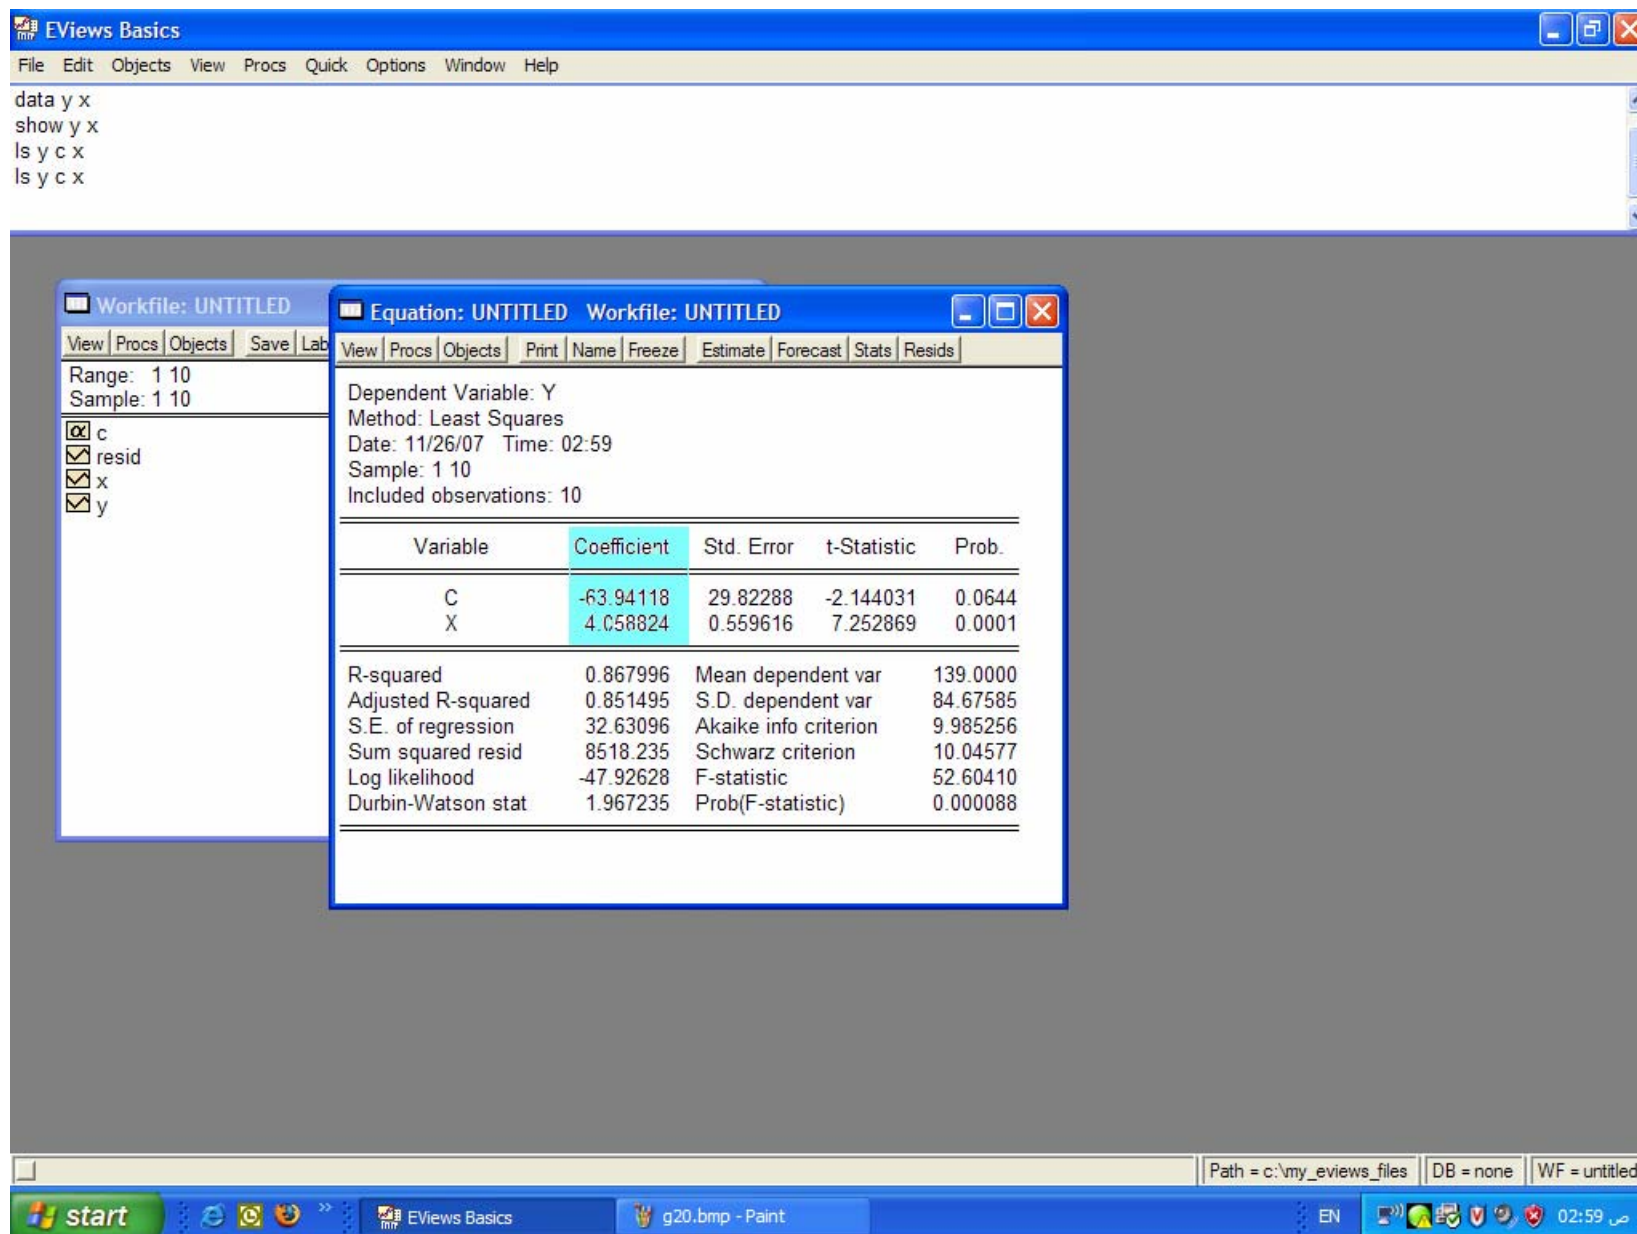 EViews Basics
File Edit Objects View Procs Quick Options Window Help
data y x
show y x
ls y c x
ls y c x
Workfile: UNTITLED
View Procs Objects Save Lab
Range: 1 10
Sample: 1 10
c
resid
x
y
Equation: UNTITLED Workfile: UNTITLED
View Procs Objects Print Name Freeze Estimate Forecast Stats Resids
Dependent Variable: Y
Method: Least Squares
Date: 11/26/07 Time: 02:59
Sample: 1 10
Included observations: 10
Variable Coefficient Std. Error t-Statistic Prob.
C -63.94118 29.82288 -2.144031 0.0644
X 4.058824 0.559616 7.252869 0.0001
R-squared 0.867996 Mean dependent var 139.0000
Adjusted R-squared 0.851495 S.D. dependent var 84.67585
S.E. of regression 32.63096 Akaike info criterion 9.985256
Sum squared resid 8518.235 Schwarz criterion 10.04577
Log likelihood -47.92628 F-statistic 52.60410
Durbin-Watson stat 1.967235 Prob(F-statistic) 0.000088
Path = c:\my_eviews_files DB = none WF = untitled
start EViews Basics g20.bmp - Paint EN 02:59 ص